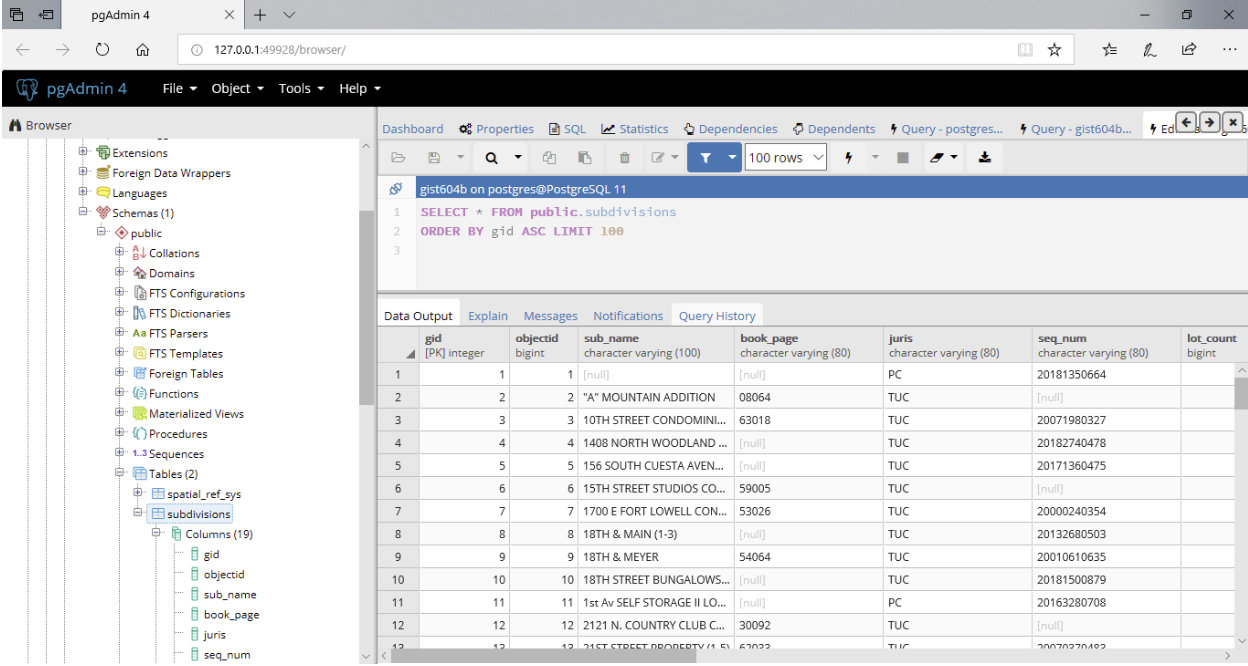 pgAdmin 4
127.0.0.1:49928/browser/
pgAdmin 4 File Object Tools Help
Browser
Extensions
Foreign Data Wrappers
Languages
Schemas (1)
public
Collations
Domains
FTS Configurations
FTS Dictionaries
Aa FTS Parsers
FTS Templates
Foreign Tables
Functions
Materialized Views
Procedures
1..3 Sequences
Tables (2)
spatial_ref_sys
subdivisions
Columns (19)
gid
objectid
sub_name
book_page
juris
seq_num
Dashboard Properties SQL Statistics Dependencies Dependents Query - postgres... Query - gist604b...
100 rows
gist604b on postgres@PostgreSQL 11
1 SELECT * FROM public.subdivisions
2 ORDER BY gid ASC LIMIT 100
3
Data Output Explain Messages Notifications Query History
gid objectid sub_name book_page juris seq_num lot_count
[PK] integer bigint character varying (100) character varying (80) character varying (80) character varying (80) bigint
1 1 1 [null] [null] PC 20181350664
2 2 2 "A" MOUNTAIN ADDITION 08064 TUC [null]
3 3 3 10TH STREET CONDOMINI... 63018 TUC 20071980327
4 4 4 1408 NORTH WOODLAND ... [null] TUC 20182740478
5 5 5 156 SOUTH CUESTA AVEN... [null] TUC 20171360475
6 6 6 15TH STREET STUDIOS CO... 59005 TUC [null]
7 7 7 1700 E FORT LOWELL CON... 53026 TUC 20000240354
8 8 8 18TH & MAIN (1-3) [null] TUC 20132680503
9 9 9 18TH & MEYER 54064 TUC 20010610635
10 10 10 18TH STREET BUNGALOWS... [null] TUC 20181500879
11 11 11 1st Av SELF STORAGE II LO... [null] PC 20163280708
12 12 12 2121 N. COUNTRY CLUB C... 30092 TUC [null]
13 13 13 21ST STREET PROPERTY (1-5) 62033 TUC 20070370483